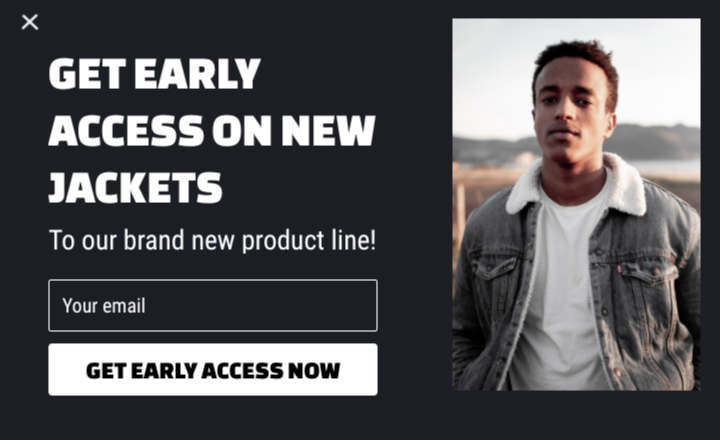 GET EARLY
ACCESS ON NEW
JACKETS
To our brand new product line!
Your email
GET EARLY ACCESS NOW